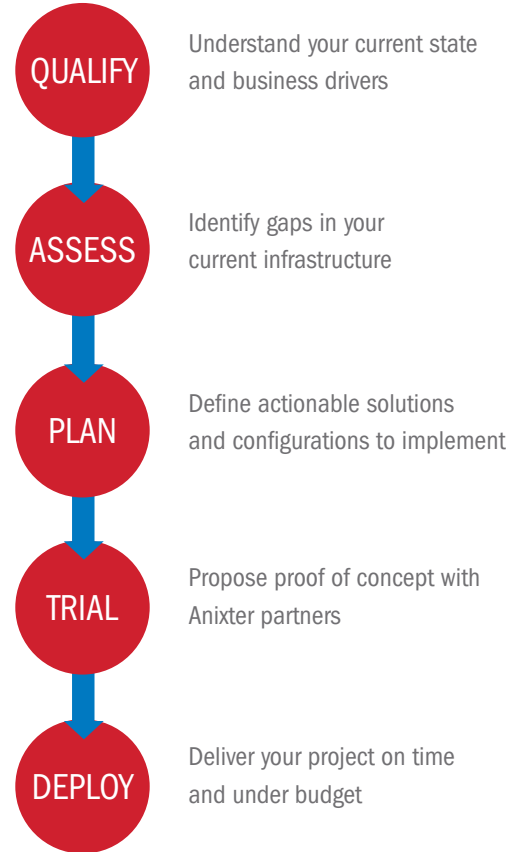 QUALIFY
Understand your current state
and business drivers
ASSESS
Identify gaps in your
current infrastructure
PLAN
Define actionable solutions
and configurations to implement
TRIAL
Propose proof of concept with
Anixter partners
DEPLOY
Deliver your project on time
and under budget